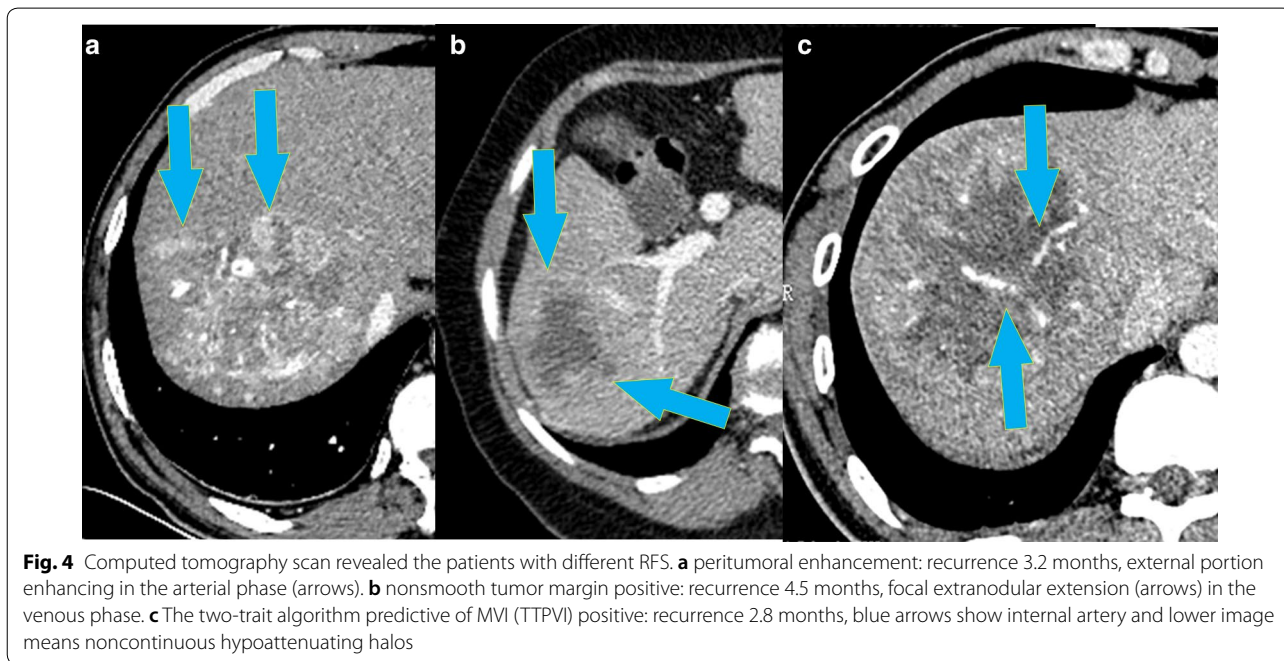 a
b
c
R
Fig. 4 Computed tomography scan revealed the patients with different RFS. a peritumoral enhancement: recurrence 3.2 months, external portion
enhancing in the arterial phase (arrows). b nonsmooth tumor margin positive: recurrence 4.5 months, focal extranodular extension (arrows) in the
venous phase. c The two-trait algorithm predictive of MVI (TTPVI) positive: recurrence 2.8 months, blue arrows show internal artery and lower image
means noncontinuous hypoattenuating halos